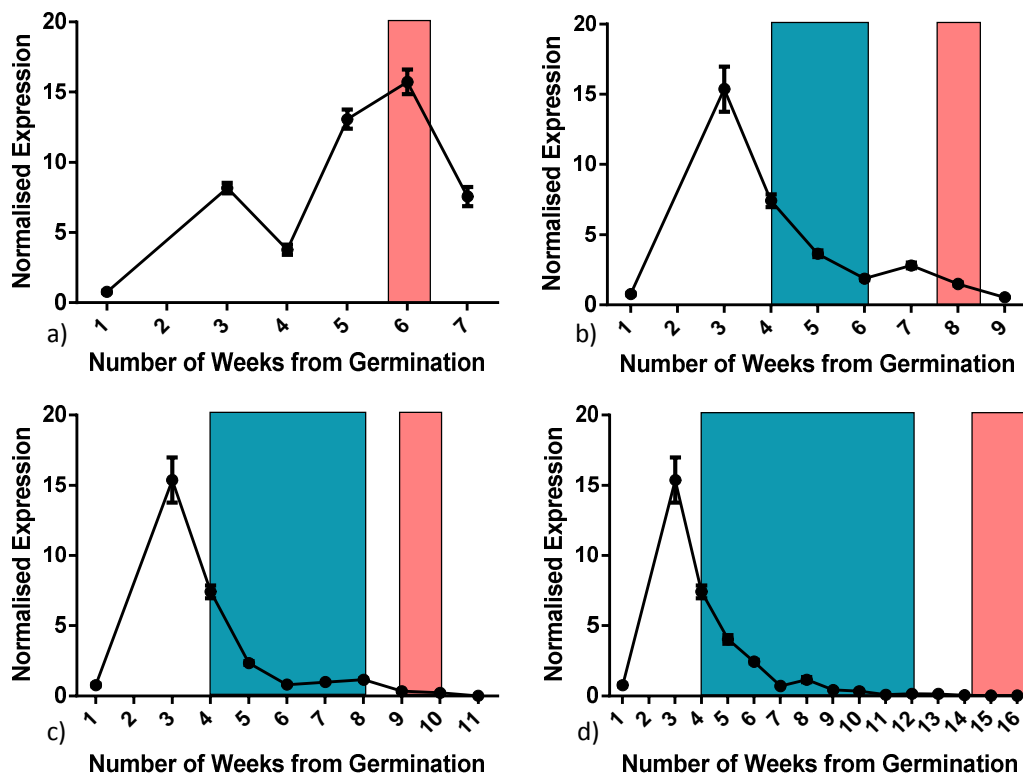 20
15
10
5
0
Normalised Expression
1 2 3 4 5 6 7
a)
Number of Weeks from Germination
20
15
10
5
0
Normalised Expression
1 2 3 4 5 6 7 8 9
b)
Number of Weeks from Germination
20
15
10
5
0
Normalised Expression
1 2 3 4 5 6 7 8 9 10 11
c)
Number of Weeks from Germination
20
15
10
5
0
Normalised Expression
1 2 3 4 5 6 7 8 9 10 11 12 13 14 15 16
d)
Number of Weeks from Germination